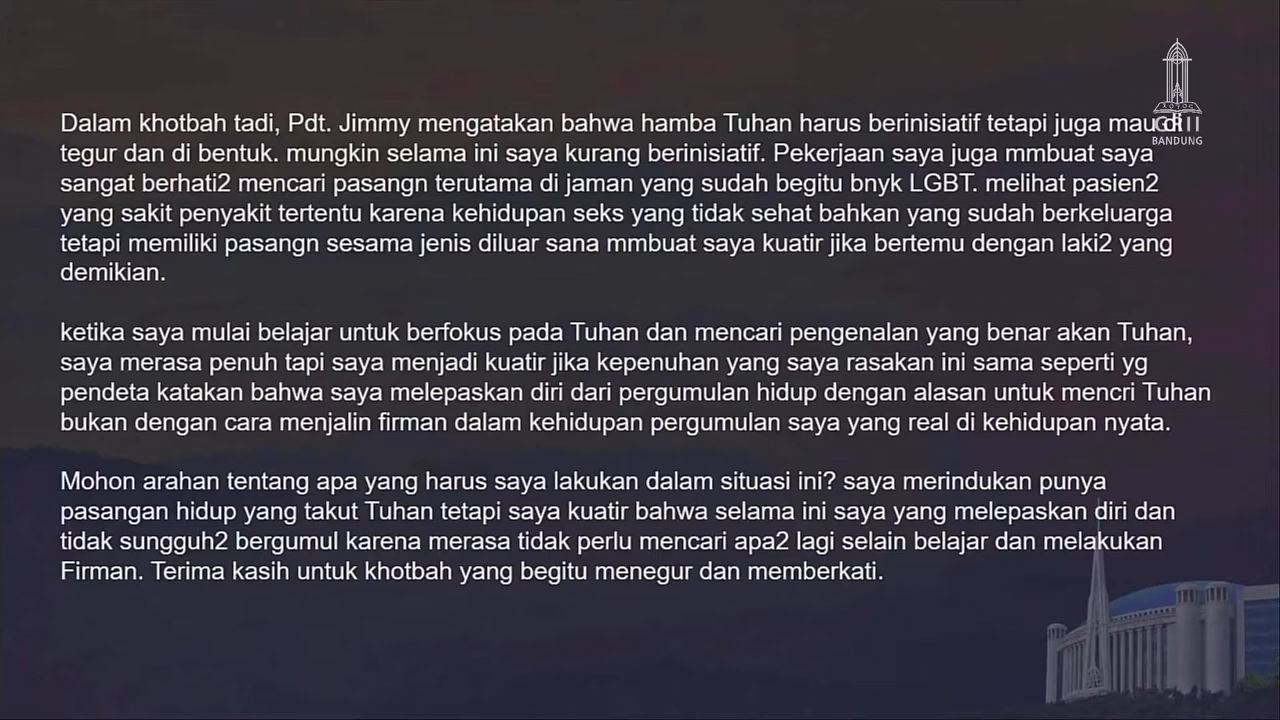 Dalam khotbah tadi, Pdt. Jimmy mengatakan bahwa hamba Tuhan harus berinisiatif tetapi juga mau di
tegur dan di bentuk. mungkin selama ini saya kurang berinisiatif. Pekerjaan saya juga mmbuat saya
sangat berhati2 mencari pasangn terutama di jaman yang sudah begitu bnyk LGBT. melihat pasien2
yang sakit penyakit tertentu karena kehidupan seks yang tidak sehat bahkan yang sudah berkeluarga
tetapi memiliki pasangn sesama jenis diluar sana mmbuat saya kuatir jika bertemu dengan laki2 yang
demikian.
ketika saya mulai belajar untuk berfokus pada Tuhan dan mencari pengenalan yang benar akan Tuhan,
saya merasa penuh tapi saya menjadi kuatir jika kepenuhan yang saya rasakan ini sama seperti yg
pendeta katakan bahwa saya melepaskan diri dari pergumulan hidup dengan alasan untuk mencri Tuhan
bukan dengan cara menjalin firman dalam kehidupan pergumulan saya yang real di kehidupan nyata.
Mohon arahan tentang apa yang harus saya lakukan dalam situasi ini? saya merindukan punya
pasangan hidup yang takut Tuhan tetapi saya kuatir bahwa selama ini saya yang melepaskan diri dan
tidak sungguh2 bergumul karena merasa tidak perlu mencari apa2 lagi selain belajar dan melakukan
Firman. Terima kasih untuk khotbah yang begitu menegur dan memberkati.
BANDUNG